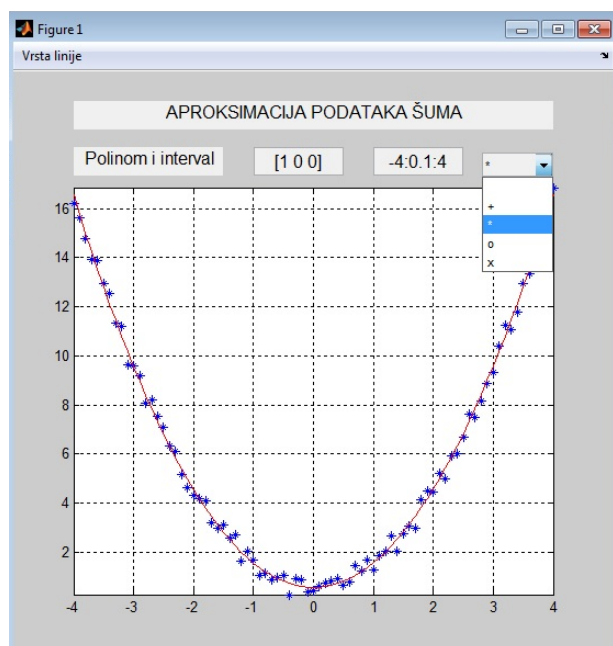 Figure 1
Vrsta linije
APROKSIMACIJA PODATAKA ŠUMA
Polinom i interval
[1 0 0]
-4:0.1:4
*
+
*
o
x
16
14
12
10
8
6
4
2
-4 -3 -2 -1 0 1 2 3 4